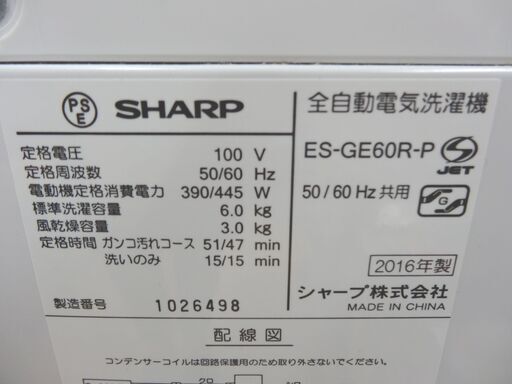 PSE SHARP 全自動電気洗濯機
ES-GE60R-P S JET
定格電圧 100 V
定格周波数 50/60 Hz
電動機定格消費電力 390/445 W
標準洗濯容量 6.0 kg
風乾燥容量 3.0 kg
定格時間 ガンコ汚れコース 51/47 min
洗いのみ 15/15 min
製造番号 1026498
50/60 Hz 共用 G
2016年製
シャープ株式会社
MADE IN CHINA
配線図
コンデンサーコイルは回路保護用のため取り外さないでください
20